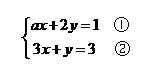 ax+2y=1 ①
3x+y=3 ②